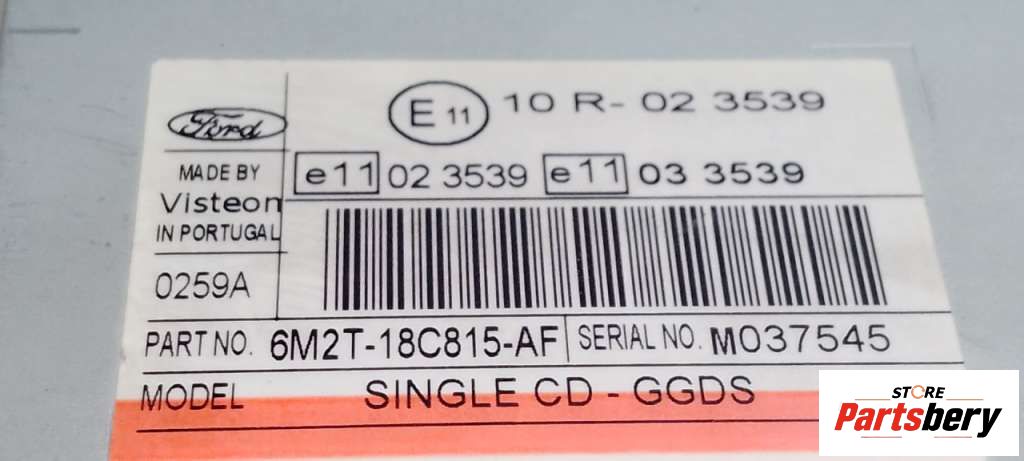 Ford
E 11 10 R- 02 3539
MADE BY
Visteon
IN PORTUGAL
e11 02 3539 e11 03 3539
0259A
PART NO. 6M2T-18C815-AF SERIAL NO. M037545
MODEL SINGLE CD - GGDS
STORE
Partsbery